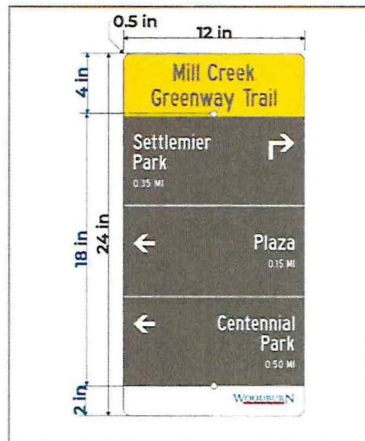 0.5 in
12 in
4 in
Mill Creek
Greenway Trail
18 in
24 in
Settlemier
Park
0.35 MI
Plaza
0.15 MI
Centennial
Park
0.50 MI
2 in
WOODBURN